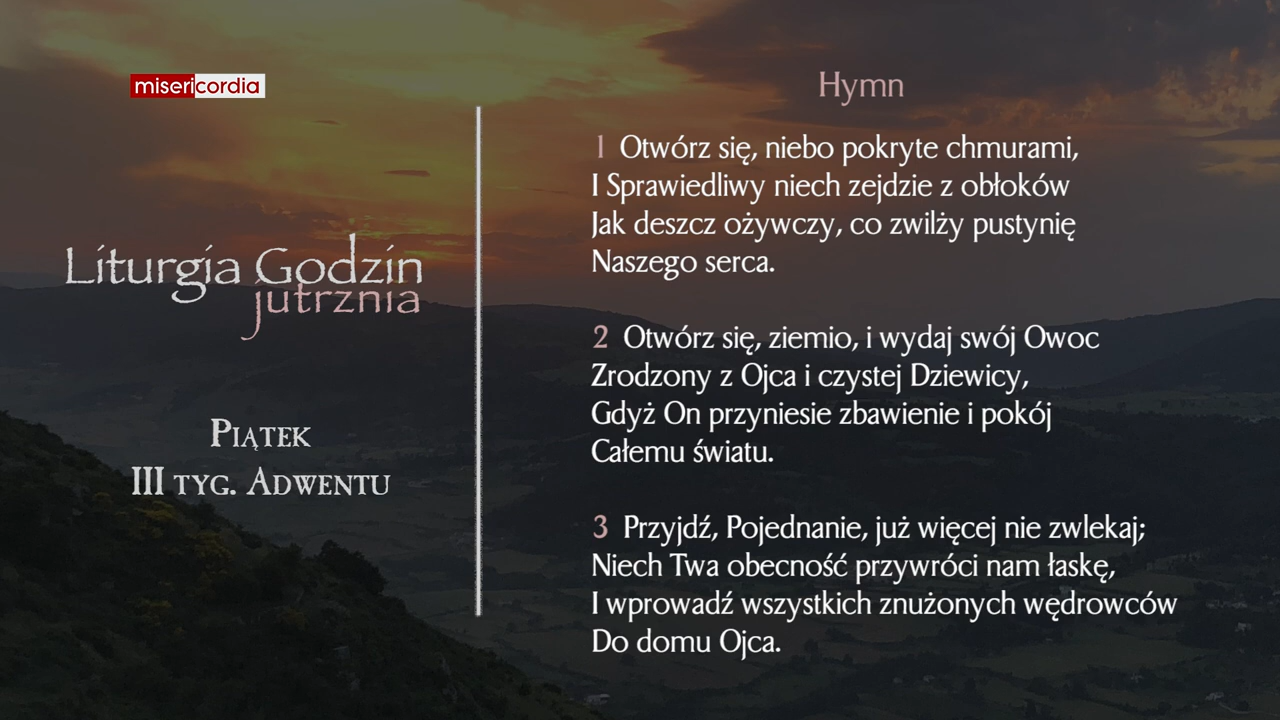 misericordia
Liturgia Godzin
jutrznia
Piątek
III tyg. Adwentu
Hymn
1 Otwórz się, niebo pokryte chmurami,
I Sprawiedliwy niech zejdzie z obłoków
Jak deszcz ożywczy, co zwilży pustynię
Naszego serca.
2 Otwórz się, ziemio, i wydaj swój Owoc
Zrodzony z Ojca i czystej Dziewicy,
Gdyż On przyniesie zbawienie i pokój
Całemu światu.
3 Przyjdź, Pojednanie, już więcej nie zwlekaj;
Niech Twa obecność przywróci nam łaskę,
I wprowadź wszystkich znużonych wędrowców
Do domu Ojca.